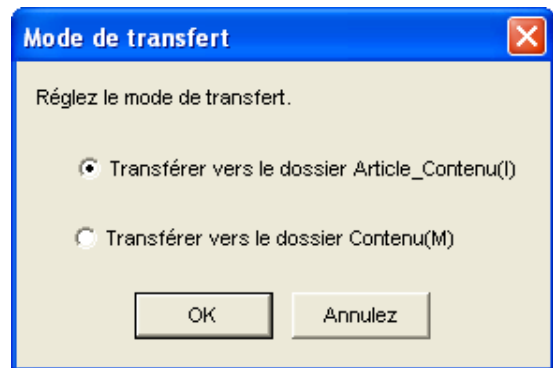 Mode de transfert
Réglez le mode de transfert.
Transférer vers le dossier Article_Contenu(I)
Transférer vers le dossier Contenu(M)
OK Annulez